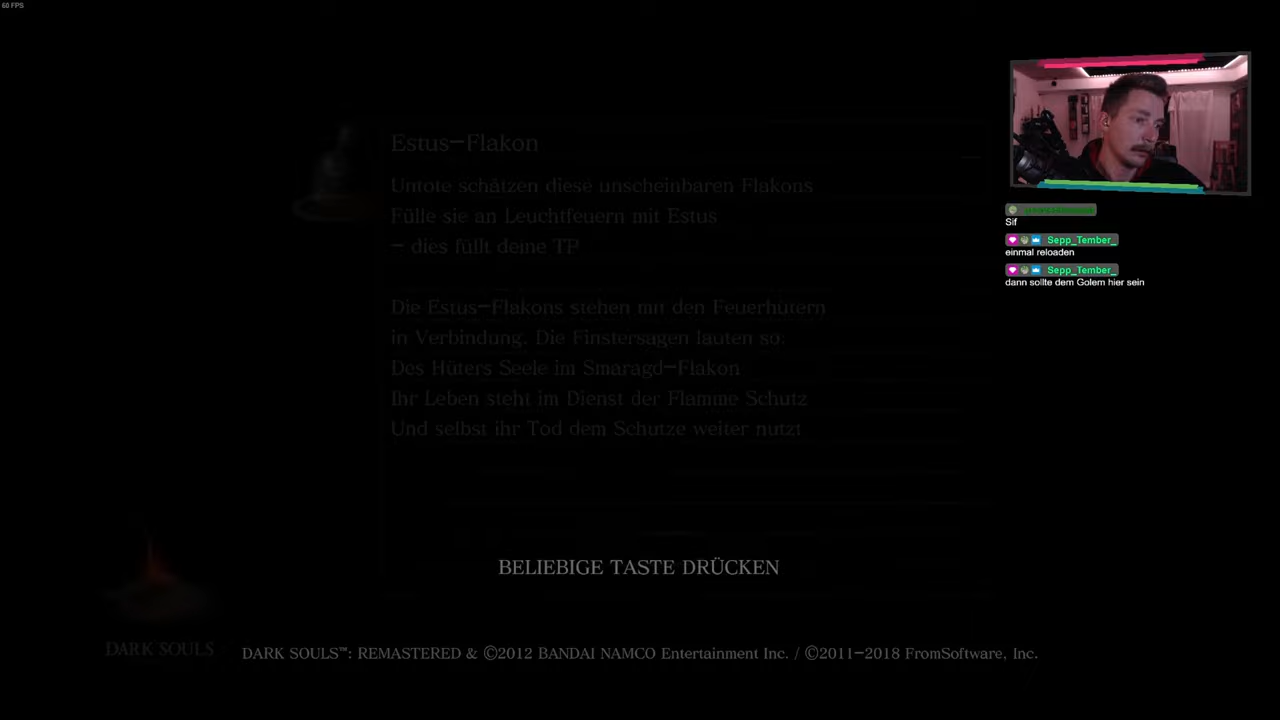 60 FPS
Estus-Flakon
Untote schätzen diese unscheinbaren Flakons
Fülle sie an Leuchtfeuern mit Estus
- dies füllt deine TP
Die Estus-Flakons stehen mit den Feuerhütern
in Verbindung. Die Finstersagen lauten so:
Des Hüters Seele im Smaragd-Flakon
Ihr Leben steht im Dienst der Flamme Schutz
Und selbst ihr Tod dem Schutze weiter nutzt
BELIEBIGE TASTE DRÜCKEN
DARK SOULS
DARK SOULS™: REMASTERED & ©2012 BANDAI NAMCO Entertainment Inc. / ©2011-2018 FromSoftware, Inc.
Sif
Sepp_Tember_
einmal reloaden
Sepp_Tember_
dann sollte dem Golem hier sein